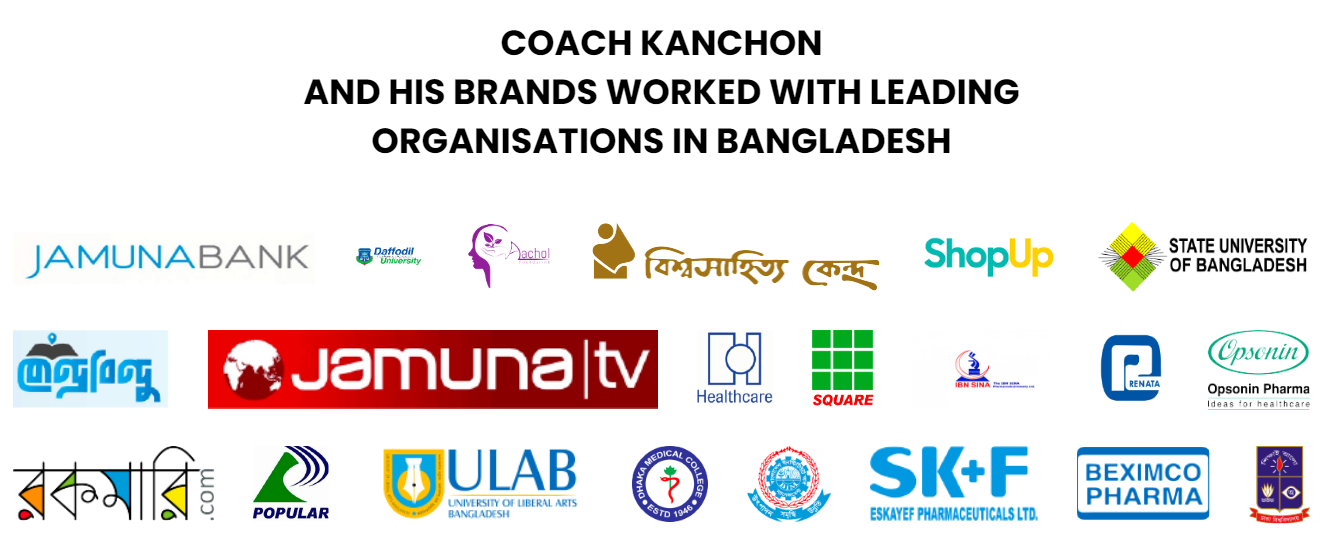 COACH KANCHON
AND HIS BRANDS WORKED WITH LEADING
ORGANISATIONS IN BANGLADESH
JAMUNABANK
Daffodil
University
Aachol
বিশ্বসাহিত্য কেন্দ্র
ShopUp
STATE UNIVERSITY
OF BANGLADESH
Jamuna|tv
Healthcare
SQUARE
IBN SINA
RENATA
Opsonin
Opsonin Pharma
Ideas for healthcare
রকমারি.com
POPULAR
ULAB
UNIVERSITY OF LIBERAL ARTS
BANGLADESH
DHAKA MEDICAL COLLEGE
ESTD 1946
SK+F
ESKAYEF PHARMACEUTICALS LTD.
BEXIMCO
PHARMA